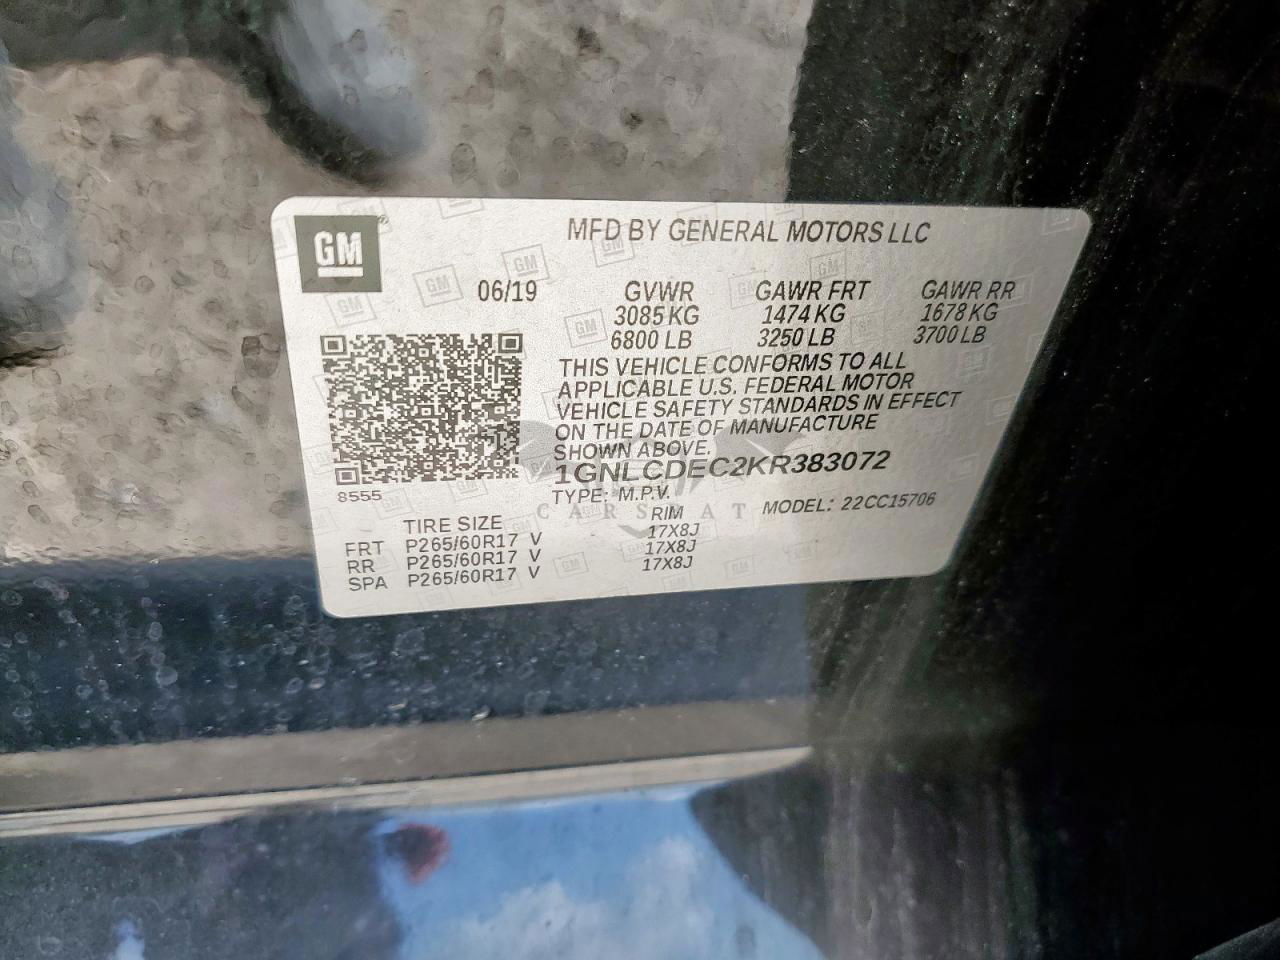 GM
MFD BY GENERAL MOTORS LLC
06/19 GVWR GAWR FRT GAWR RR
3085 KG 1474 KG 1678 KG
6800 LB 3250 LB 3700 LB
THIS VEHICLE CONFORMS TO ALL
APPLICABLE U.S. FEDERAL MOTOR
VEHICLE SAFETY STANDARDS IN EFFECT
ON THE DATE OF MANUFACTURE
SHOWN ABOVE.
1GNLCDEC2KR383072
8555
TYPE: M.P.V. MODEL: 22CC15706
TIRE SIZE RIM
FRT P265/60R17 V 17X8J
RR P265/60R17 V 17X8J
SPA P265/60R17 V 17X8J